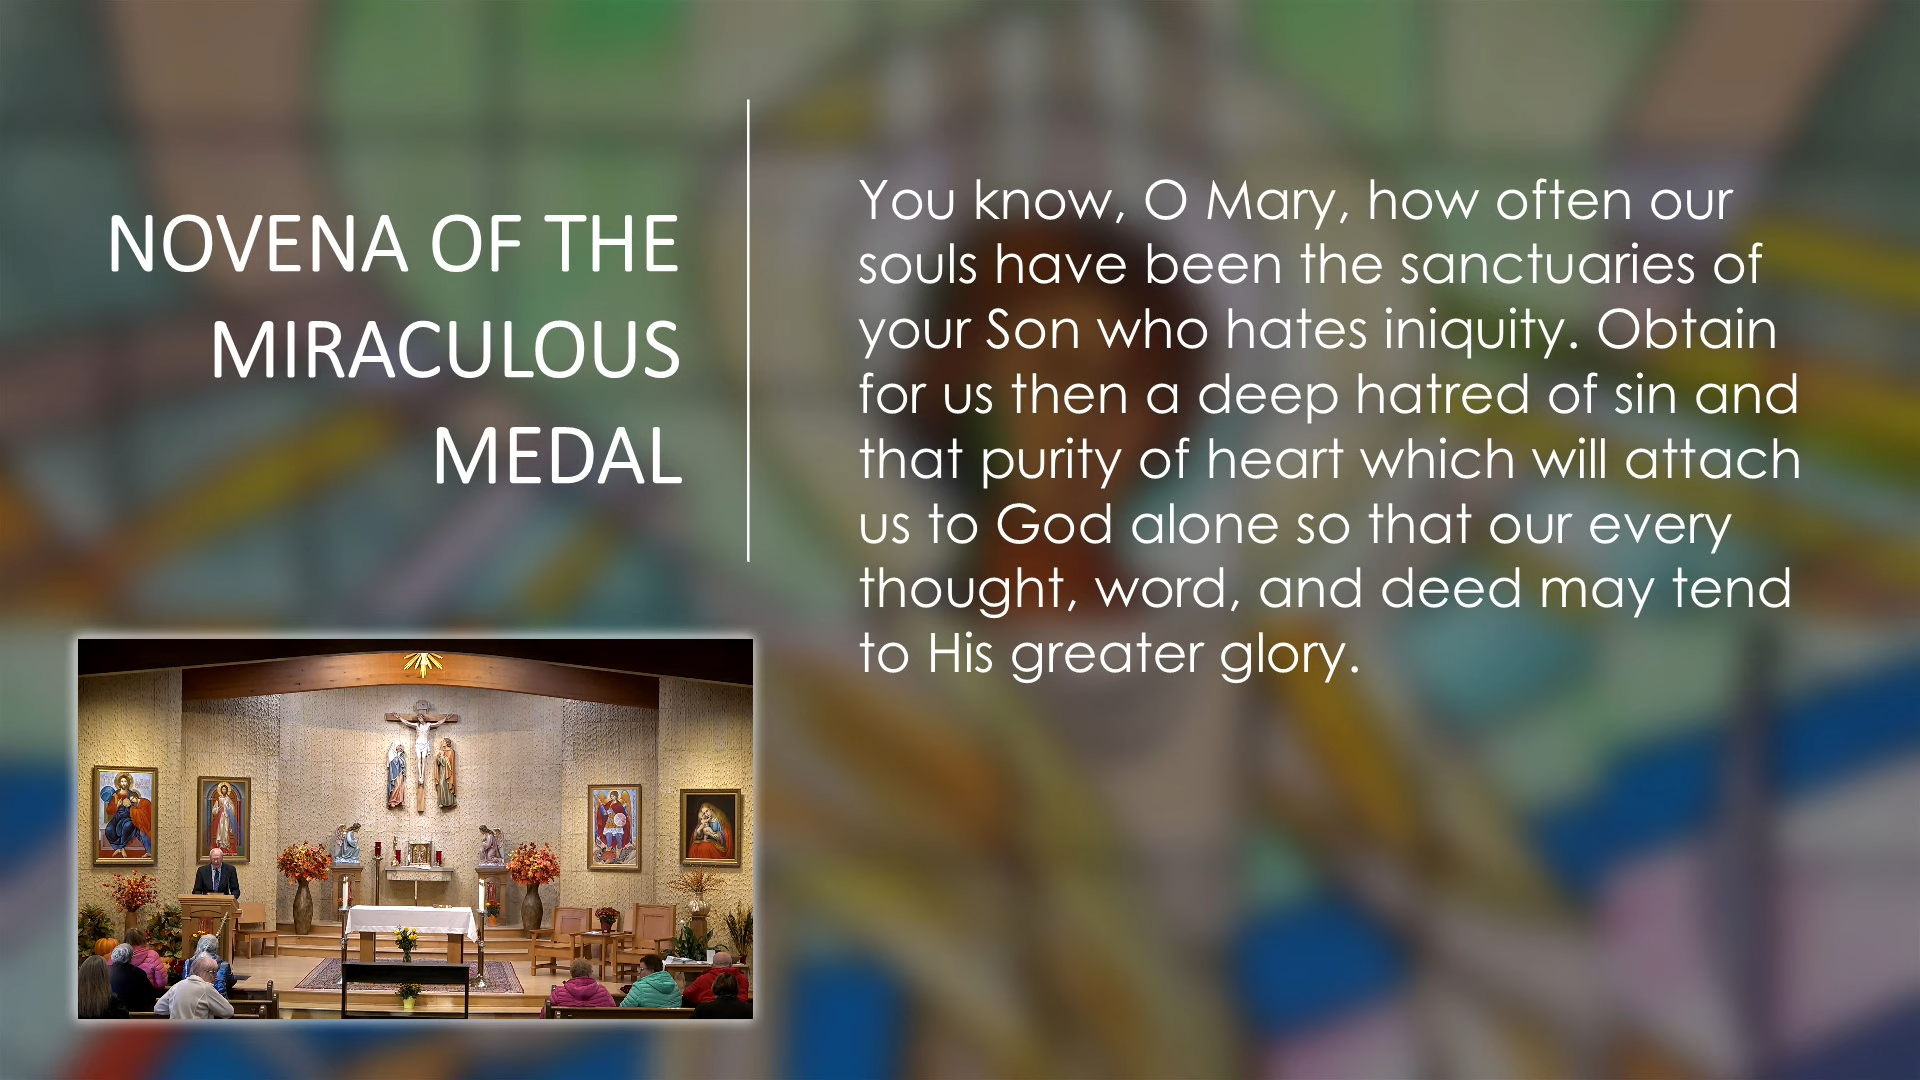 NOVENA OF THE
MIRACULOUS
MEDAL
You know, O Mary, how often our
souls have been the sanctuaries of
your Son who hates iniquity. Obtain
for us then a deep hatred of sin and
that purity of heart which will attach
us to God alone so that our every
thought, word, and deed may tend
to His greater glory.